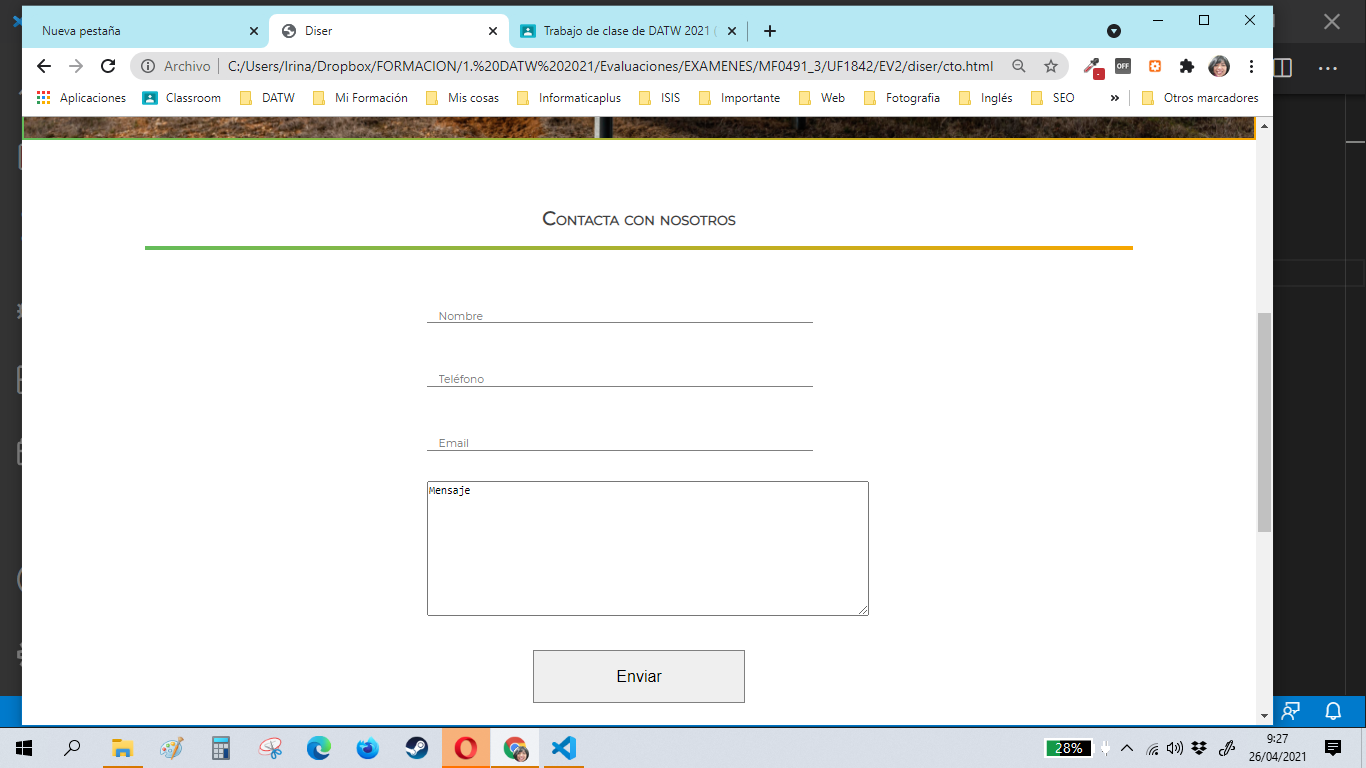 Nueva pestaña
Diser
Trabajo de clase de DATW 2021 (
Archivo
C:/Users/Irina/Dropbox/FORMACION/1.%20DATW%202021/Evaluaciones/EXAMENES/MF0491_3/UF1842/EV2/diser/cto.html
OFF
Aplicaciones
Classroom
DATW
Mi Formación
Mis cosas
Informaticaplus
ISIS
Importante
Web
Fotografia
Inglés
SEO
»
Otros marcadores
Contacta con nosotros
Nombre
Teléfono
Email
Mensaje
Enviar
28%
9:27
26/04/2021